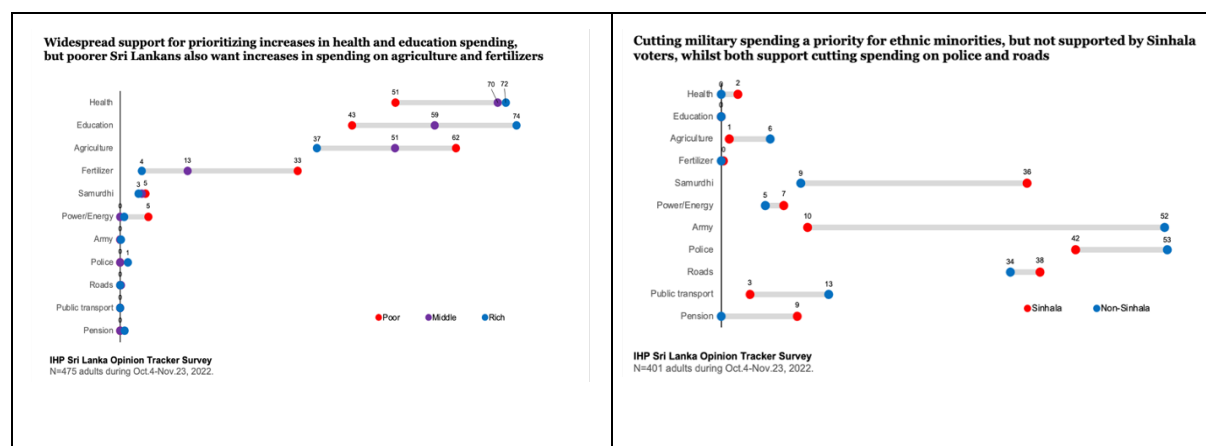 Widespread support for prioritizing increases in health and education spending,
but poorer Sri Lankans also want increases in spending on agriculture and fertilizers
51 70 72
Health
43 59 74
Education
37 51 62
Agriculture
4 13 33
Fertilizer
3 5
Samurdhi
0 5
Power/Energy
0
Army
0 1
Police
0
Roads
0
Public transport
0
Pension
Poor Middle Rich
IHP Sri Lanka Opinion Tracker Survey
N=475 adults during Oct.4-Nov.23, 2022.
Cutting military spending a priority for ethnic minorities, but not supported by Sinhala
voters, whilst both support cutting spending on police and roads
0 2
Health
0
Education
1 6
Agriculture
0
Fertilizer
9 36
Samurdhi
5 7
Power/Energy
10 52
Army
42 53
Police
34 38
Roads
3 13
Public transport
9
Pension
Sinhala Non-Sinhala
IHP Sri Lanka Opinion Tracker Survey
N=401 adults during Oct.4-Nov.23, 2022.